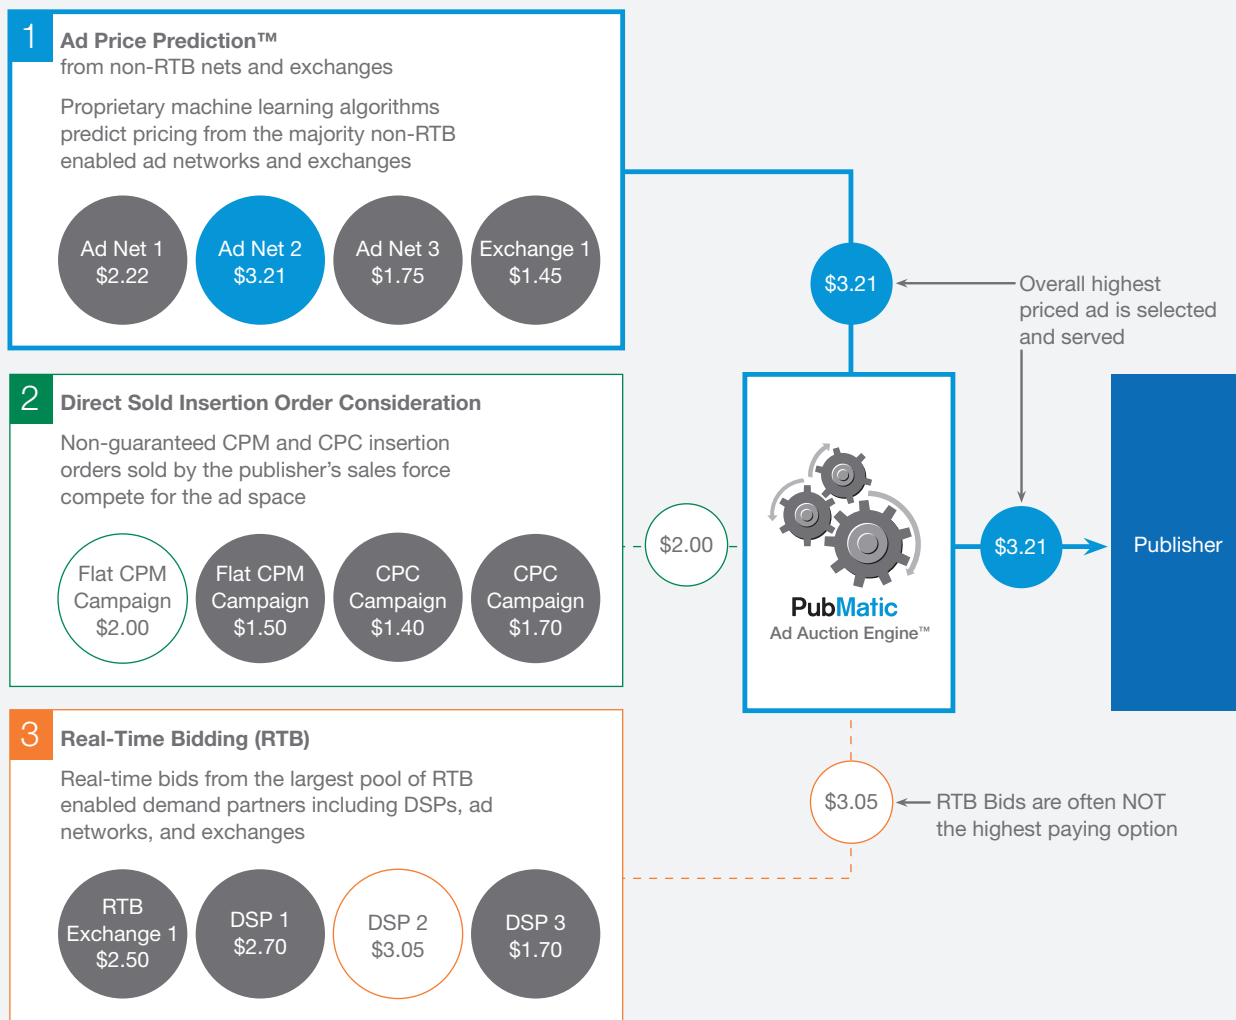 1
Ad Price Prediction™
from non-RTB nets and exchanges
Proprietary machine learning algorithms
predict pricing from the majority non-RTB
enabled ad networks and exchanges
Ad Net 1
$2.22
Ad Net 2
$3.21
Ad Net 3
$1.75
Exchange 1
$1.45
$3.21
Overall highest
priced ad is selected
and served
2
Direct Sold Insertion Order Consideration
Non-guaranteed CPM and CPC insertion
orders sold by the publisher’s sales force
compete for the ad space
Flat CPM
Campaign
$2.00
Flat CPM
Campaign
$1.50
CPC
Campaign
$1.40
CPC
Campaign
$1.70
$2.00
PubMatic
Ad Auction Engine™
$3.21
Publisher
3
Real-Time Bidding (RTB)
Real-time bids from the largest pool of RTB
enabled demand partners including DSPs, ad
networks, and exchanges
RTB
Exchange 1
$2.50
DSP 1
$2.70
DSP 2
$3.05
DSP 3
$1.70
$3.05
RTB Bids are often NOT
the highest paying option